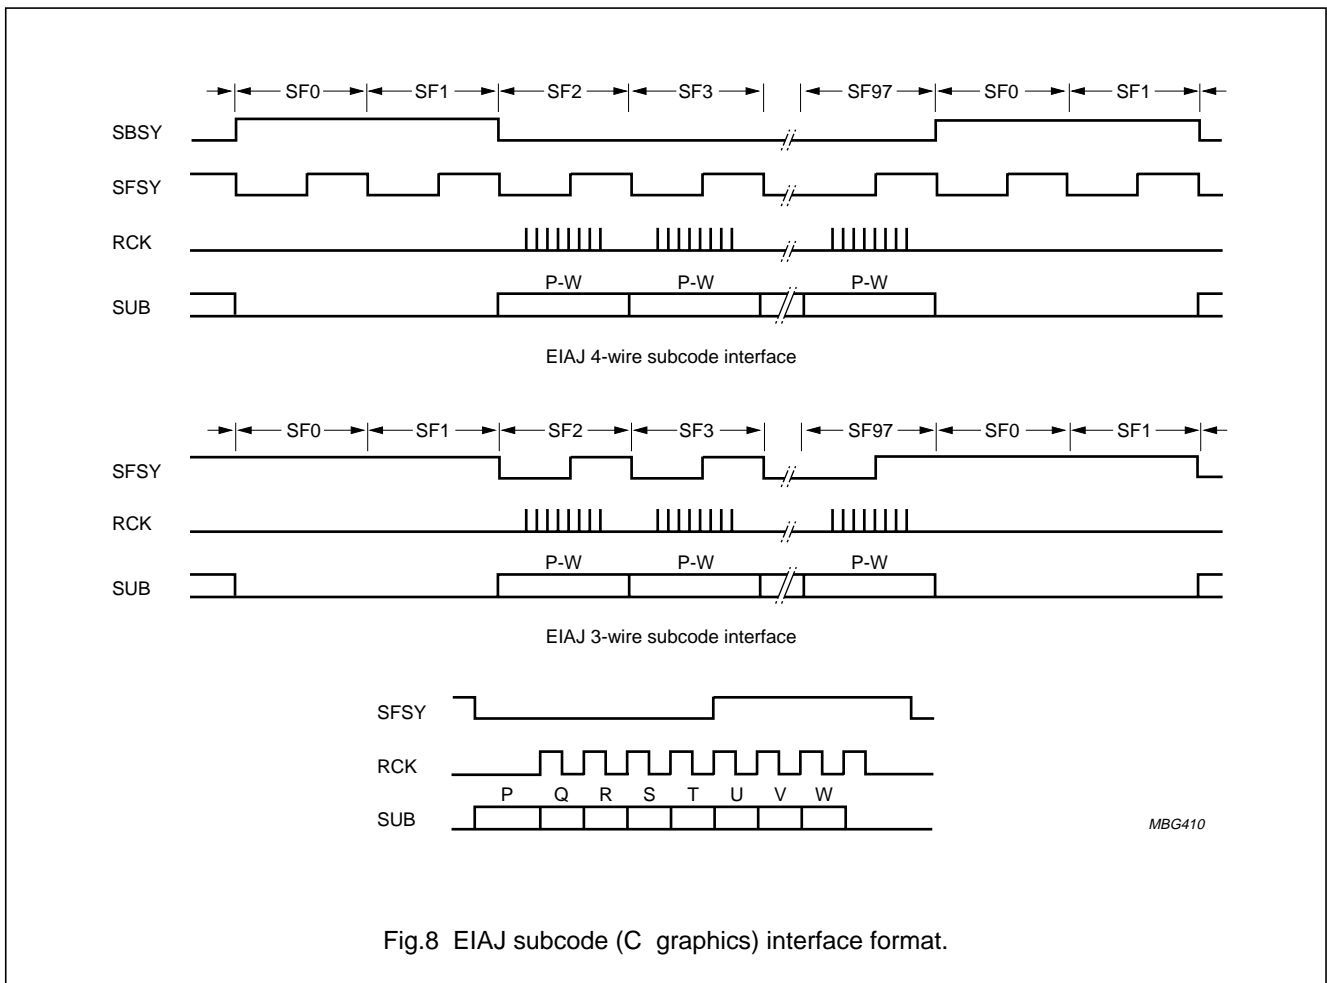 SF0 SF1 SF2 SF3 SF97 SF0 SF1
SBSY
SFSY
RCK
P-W P-W P-W
SUB
EIAJ 4-wire subcode interface
SF0 SF1 SF2 SF3 SF97 SF0 SF1
SFSY
RCK
P-W P-W P-W
SUB
EIAJ 3-wire subcode interface
SFSY
RCK
P Q R S T U V W
SUB
MBG410
Fig.8 EIAJ subcode (C graphics) interface format.